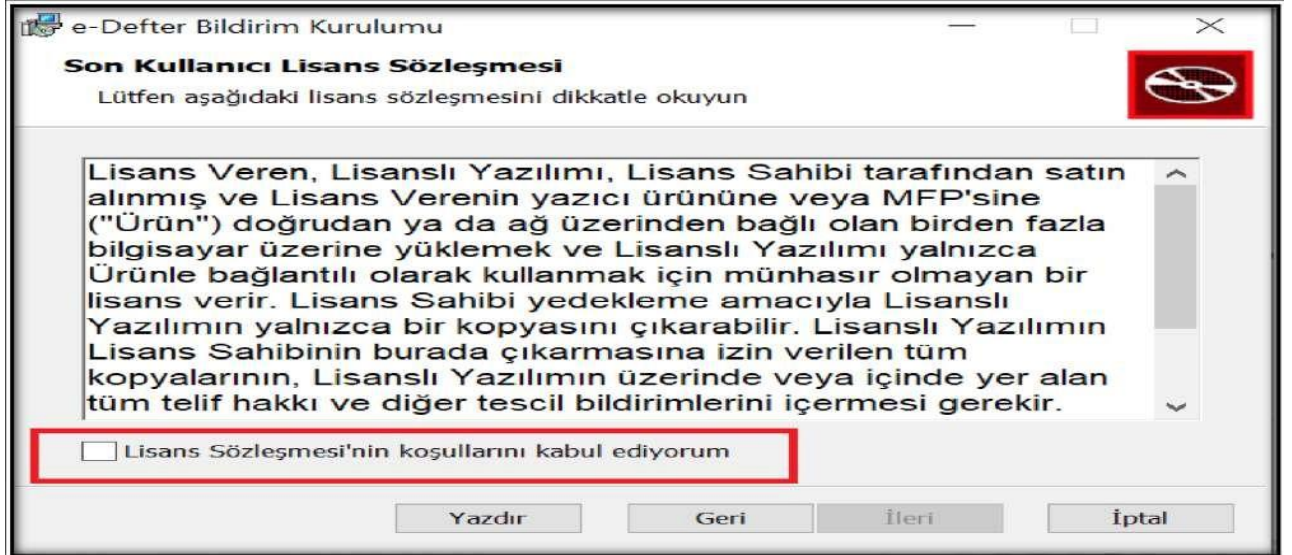 e-Defter Bildirim Kurulumu
Son Kullanıcı Lisans Sözleşmesi
Lütfen aşağıdaki lisans sözleşmesini dikkatle okuyun
Lisans Veren, Lisanslı Yazılımı, Lisans Sahibi tarafından satın
alınmış ve Lisans Verenin yazıcı ürününe veya MFP'sine
("Ürün") doğrudan ya da ağ üzerinden bağlı olan birden fazla
bilgisayar üzerine yüklemek ve Lisanslı Yazılımı yalnızca
Ürünle bağlantılı olarak kullanmak için münhasır olmayan bir
lisans verir. Lisans Sahibi yedekleme amacıyla Lisanslı
Yazılımın yalnızca bir kopyasını çıkarabilir. Lisanslı Yazılımın
Lisans Sahibinin burada çıkarmasına izin verilen tüm
kopyalarının, Lisanslı Yazılımın üzerinde veya içinde yer alan
tüm telif hakkı ve diğer tescil bildirimlerini içermesi gerekir.
Lisans Sözleşmesi'nin koşullarını kabul ediyorum
Yazdır Geri İleri İptal